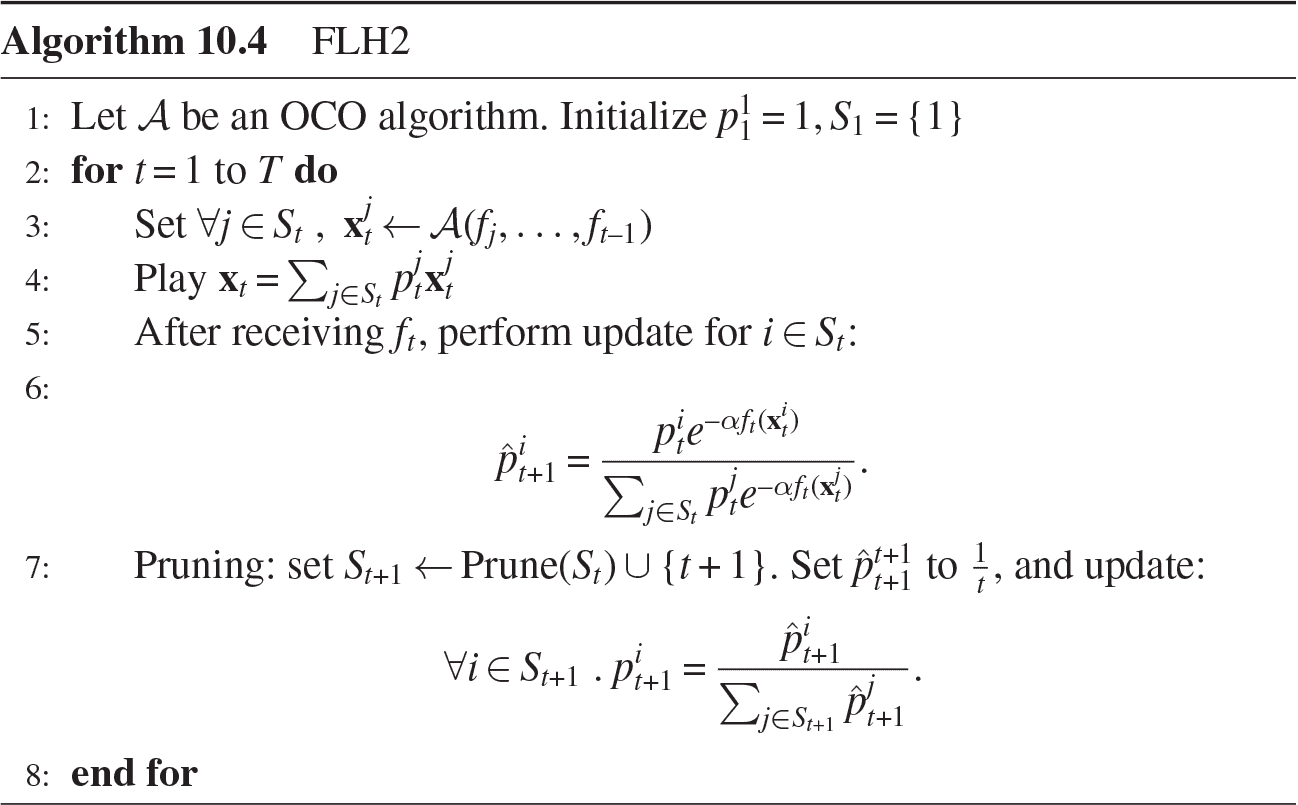 Algorithm 10.4 FLH2
1: Let 𝒜 be an OCO algorithm. Initialize p_1^1 = 1, S_1 = {1}
2: for t = 1 to T do
3: Set ∀j ∈ S_t , x_t^j ← 𝒜(f_j, . . . , f_{t–1})
4: Play x_t = ∑_{j∈S_t} p_t^j x_t^j
5: After receiving f_t, perform update for i ∈ S_t:
6:
p̂_{t+1}^i = \frac{p_t^i e^{–αf_t(x_t^i)}}{∑_{j∈S_t} p_t^j e^{–αf_t(x_t^j)}}.
7: Pruning: set S_{t+1} ← Prune(S_t) ∪ {t + 1}. Set p̂_{t+1}^{t+1} to \frac{1}{t}, and update:
∀i ∈ S_{t+1} . p_{t+1}^i = \frac{p̂_{t+1}^i}{∑_{j∈S_{t+1}} p̂_{t+1}^j}.
8: end for